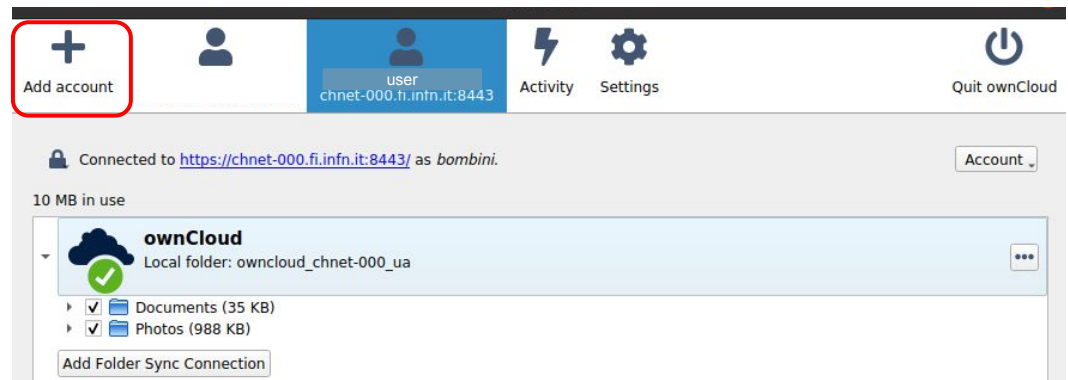 Add account
user
chnet-000.fi.infn.it:8443
Activity
Settings
Quit ownCloud
Connected to https://chnet-000.fi.infn.it:8443/ as bombini.
Account
10 MB in use
ownCloud
Local folder: owncloud_chnet-000_ua
Documents (35 KB)
Photos (988 KB)
Add Folder Sync Connection